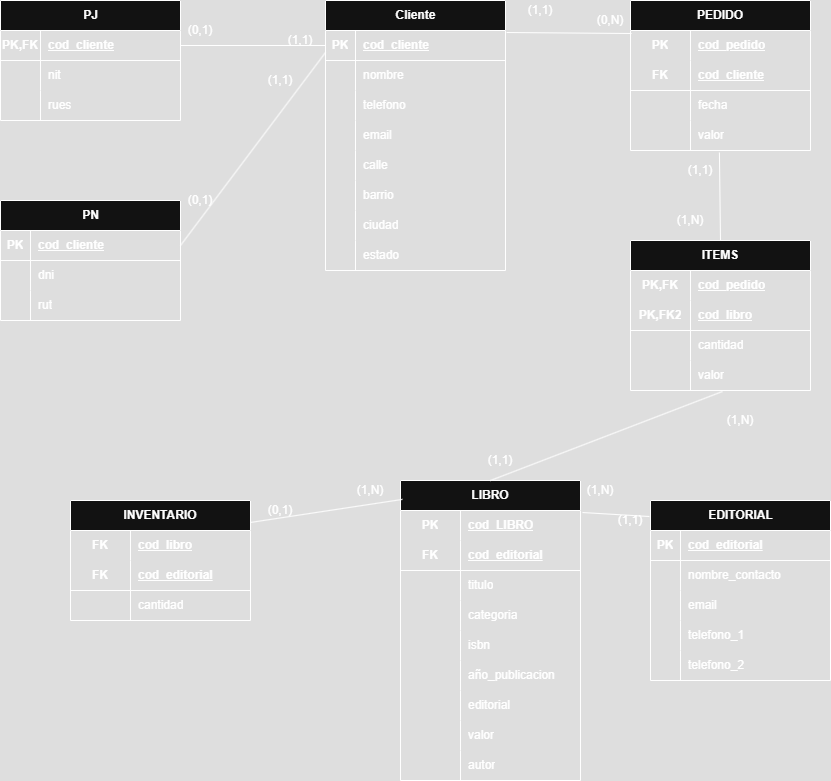 PJ
PK,FK cod_cliente
nit
rues
(0,1)
(1,1)
(1,1)
Cliente
PK cod_cliente
nombre
telefono
email
calle
barrio
ciudad
estado
(1,1)
(0,N)
PEDIDO
PK cod_pedido
FK cod_cliente
fecha
valor
(1,1)
(1,N)
(0,1)
PN
PK cod_cliente
dni
rut
ITEMS
PK,FK cod_pedido
PK,FK2 cod_libro
cantidad
valor
(1,N)
(1,1)
INVENTARIO
FK cod_libro
FK cod_editorial
cantidad
(0,1)
(1,N)
LIBRO
PK cod_LIBRO
FK cod_editorial
titulo
categoria
isbn
año_publicacion
editorial
valor
autor
(1,N)
(1,1)
EDITORIAL
PK cod_editorial
nombre_contacto
email
telefono_1
telefono_2